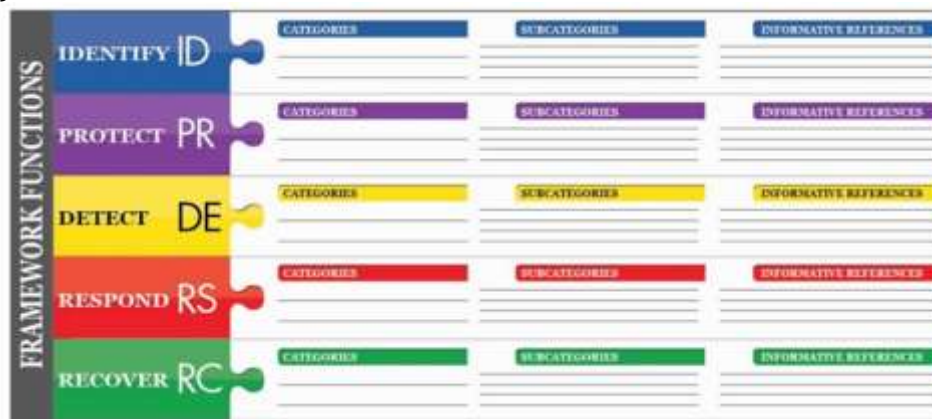 FRAMEWORK FUNCTIONS
IDENTIFY ID
CATEGORIES SUBCATEGORIES INFORMATIVE REFERENCES
PROTECT PR
CATEGORIES SUBCATEGORIES INFORMATIVE REFERENCES
DETECT DE
CATEGORIES SUBCATEGORIES INFORMATIVE REFERENCES
RESPOND RS
CATEGORIES SUBCATEGORIES INFORMATIVE REFERENCES
RECOVER RC
CATEGORIES SUBCATEGORIES INFORMATIVE REFERENCES